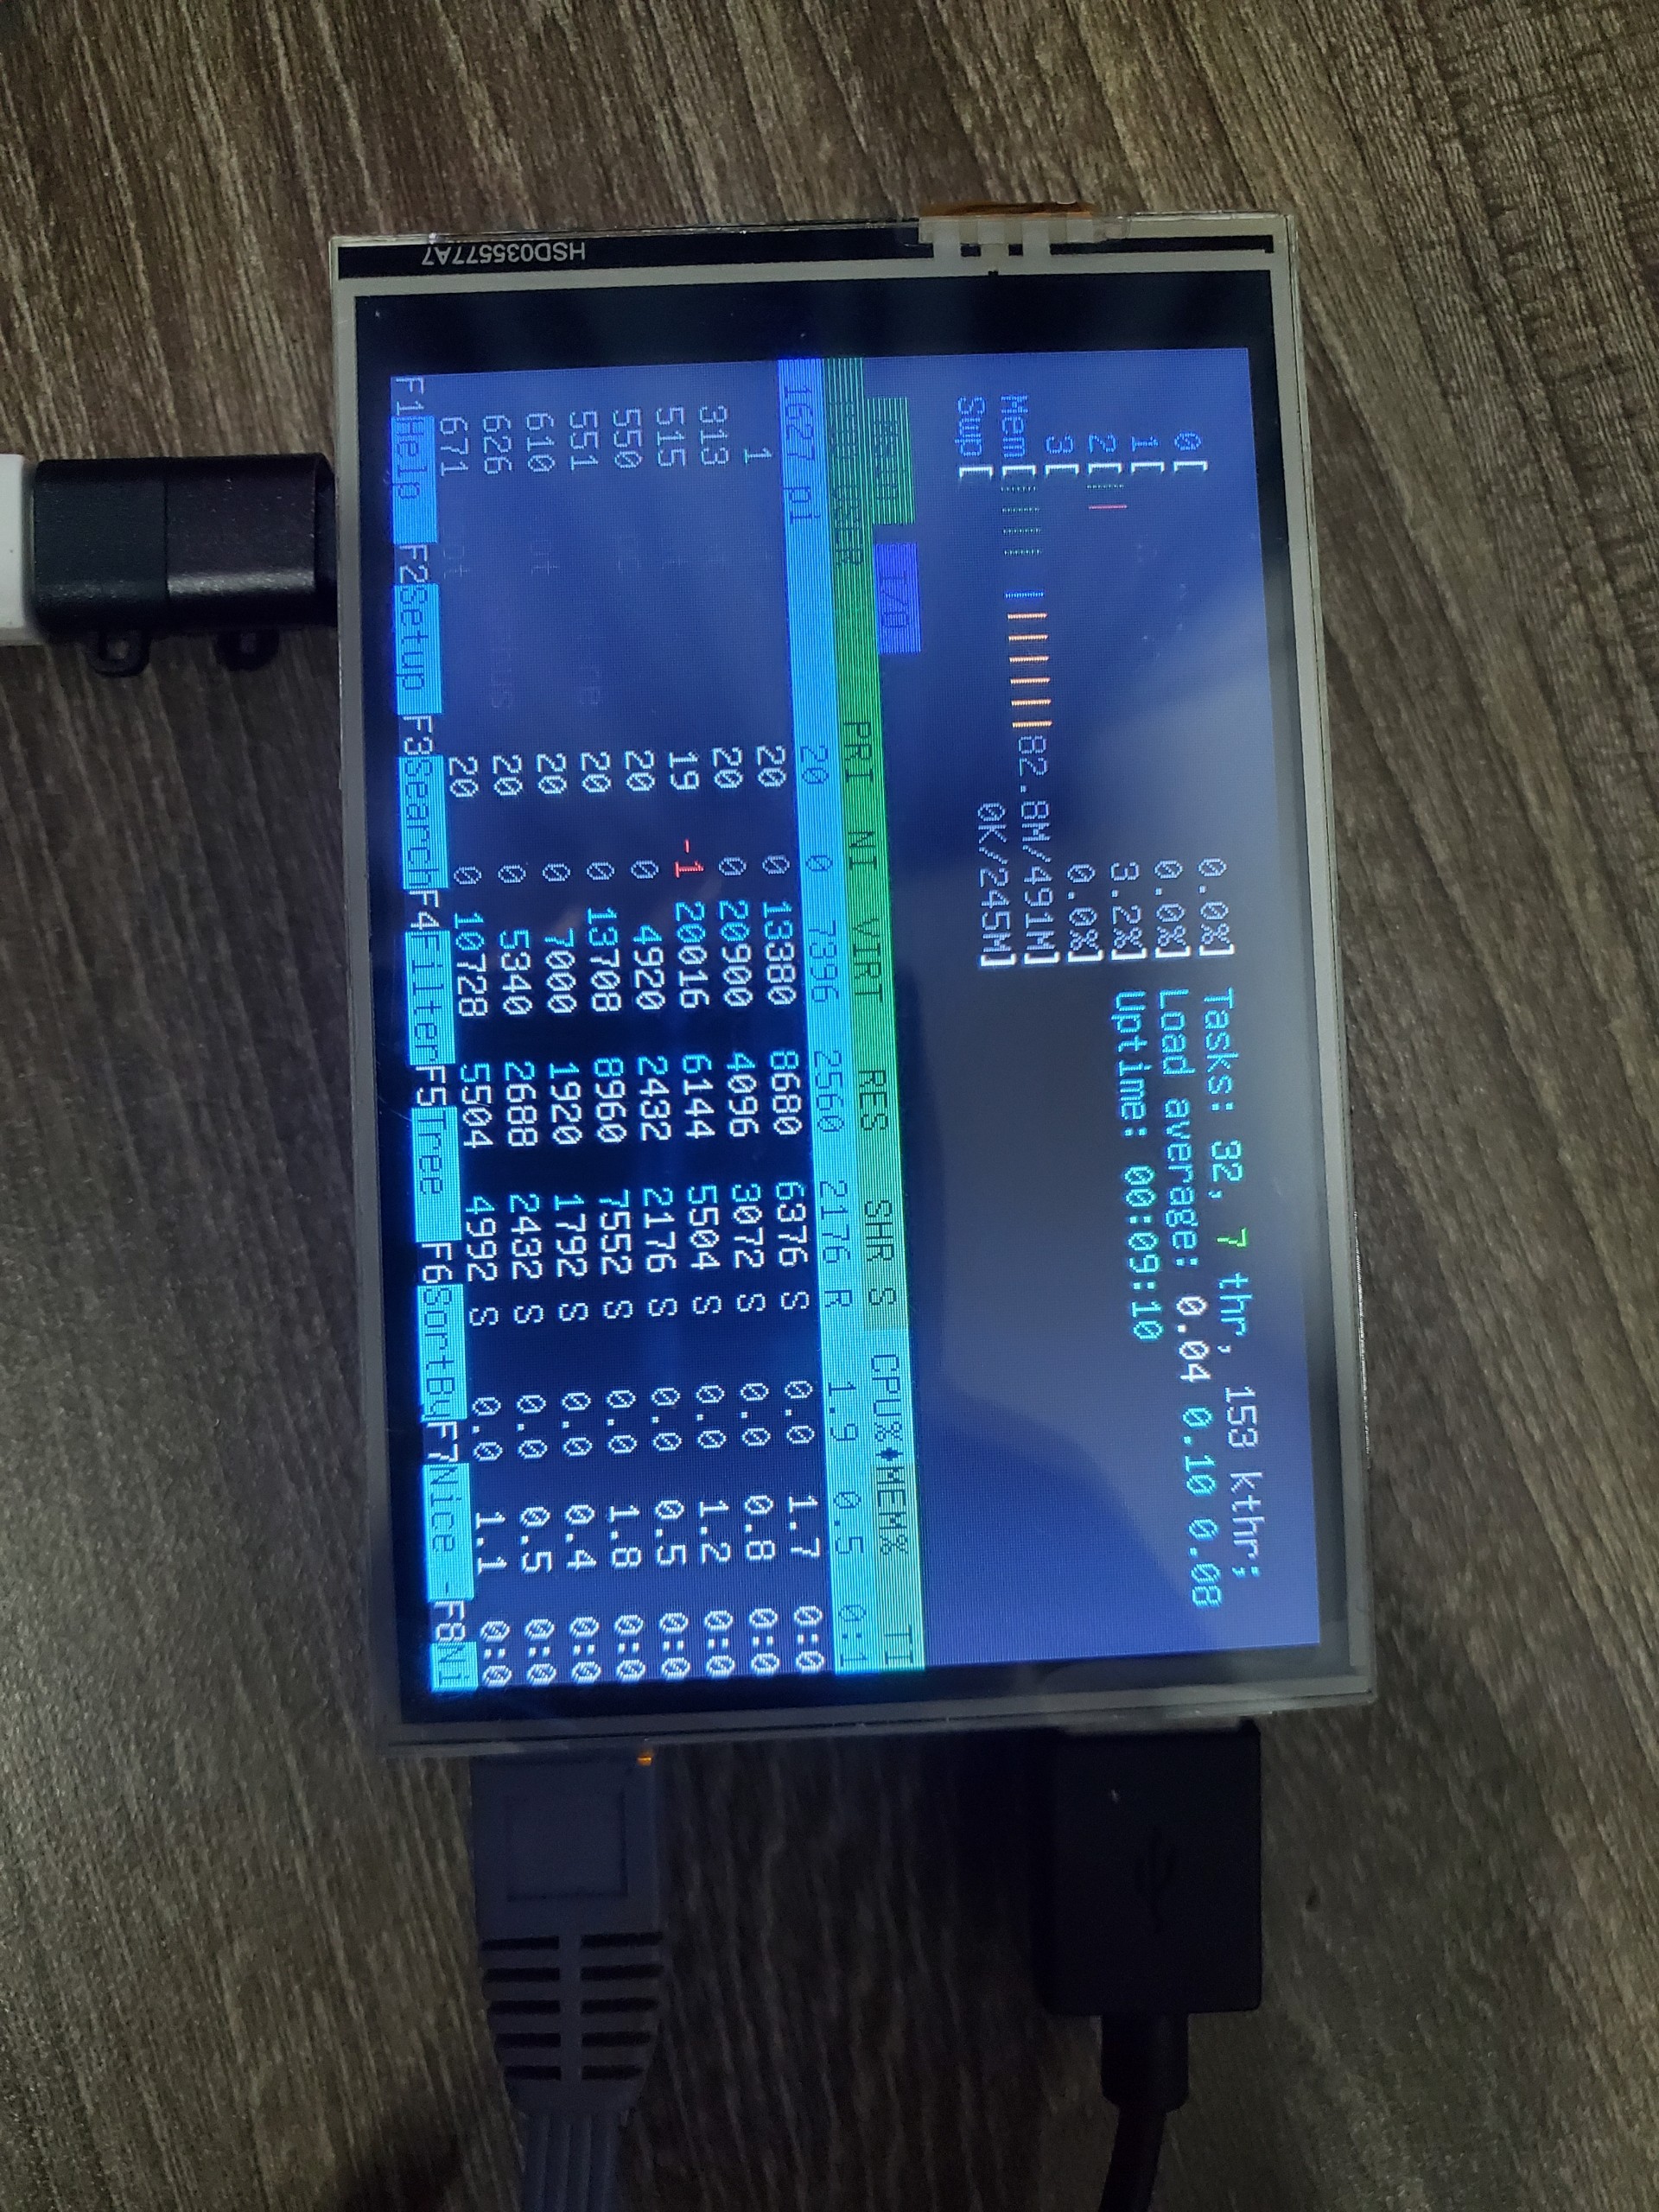 0[ 0.0%] Tasks: 32, 7 thr, 153 kthr;
1[ 0.0%] Load average: 0.04 0.10 0.08
2[|| 3.2%] Uptime: 00:09:10
3[ 0.0%]
Mem[|||||||||||82.8M/491M]
Swp[ 0K/245M]
Main I/O
PID USER PRI NI VIRT RES SHR S CPU% MEM% TI
1627 pi 20 0 7396 2560 2176 R 1.9 0.5 0:1
1 20 0 13380 8680 6376 S 0.0 1.7 0:0
313 20 0 20900 4096 3072 S 0.0 0.8 0:0
515 19 -1 20016 6144 5504 S 0.0 1.2 0:0
550 20 0 4920 2432 2176 S 0.0 0.5 0:0
551 20 0 13708 8960 7552 S 0.0 1.8 0:0
610 20 0 7000 1920 1792 S 0.0 0.4 0:0
626 20 0 5340 2688 2432 S 0.0 0.5 0:0
671 20 0 10728 5504 4992 S 0.0 1.1 0:0
F1Help F2Setup F3SearchF4FilterF5Tree F6SortByF7Nice -F8Ni
HSD035577A7